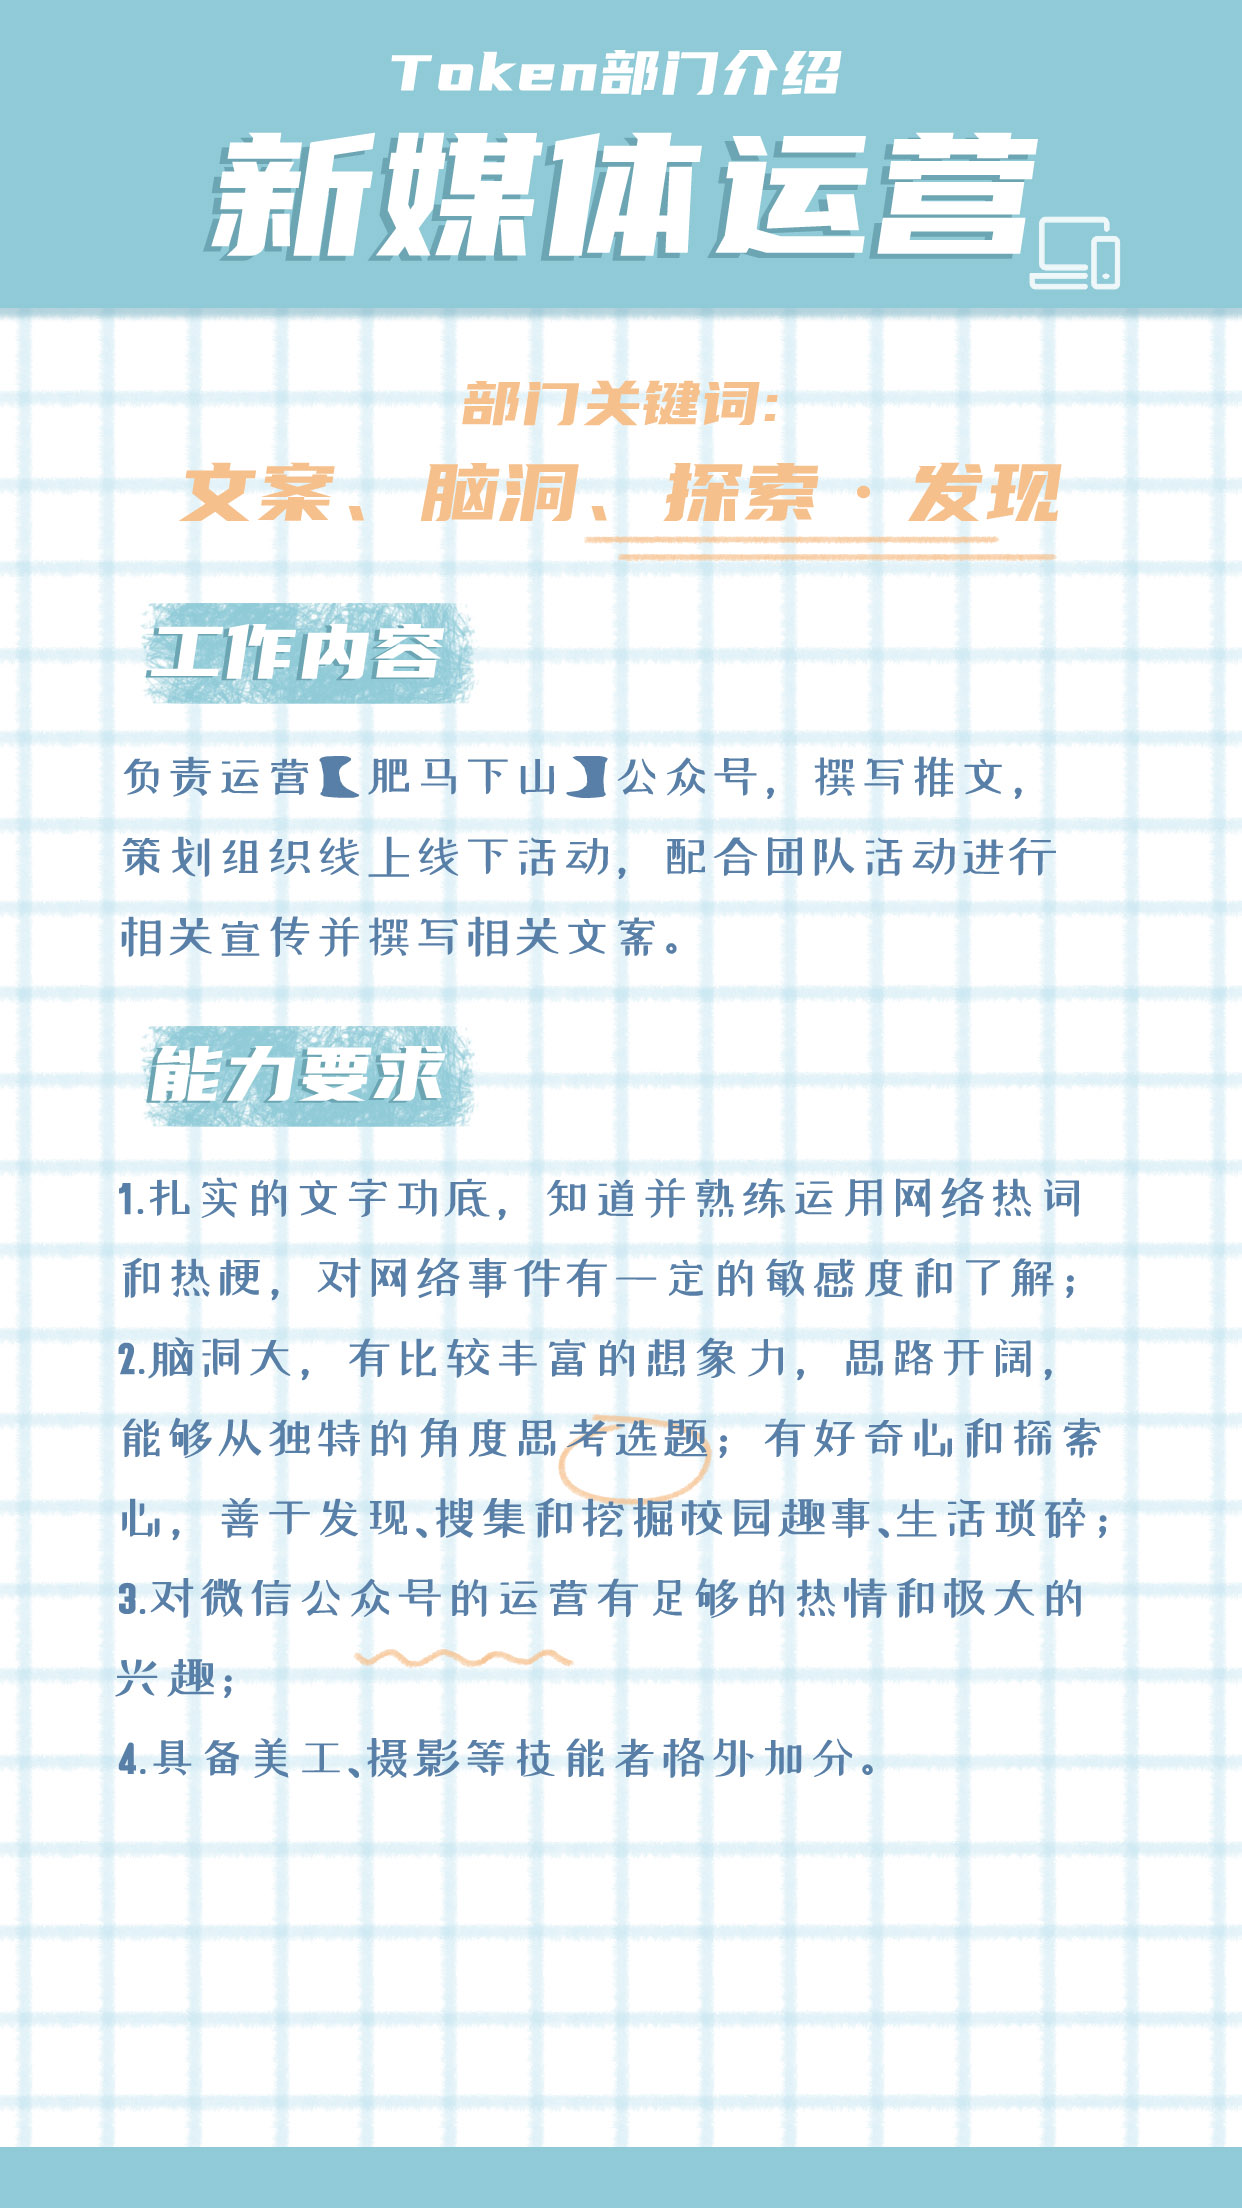 Token部门介绍
新媒体运营
部门关键词:
文案、脑洞、探索·发现
工作内容
负责运营【肥马下山】公众号，撰写推文，
策划组织线上线下活动，配合团队活动进行
相关宣传并撰写相关文案。
能力要求
1.扎实的文字功底，知道并熟练运用网络热词
和热梗，对网络事件有一定的敏感度和了解；
2.脑洞大，有比较丰富的想象力，思路开阔，
能够从独特的角度思考选题；有好奇心和探索
心，善于发现、搜集和挖掘校园趣事、生活琐碎；
3.对微信公众号的运营有足够的热情和极大的
兴趣；
4.具备美工、摄影等技能者格外加分。